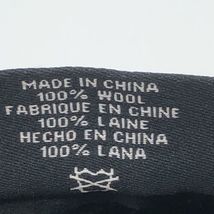 MADE IN CHINA
100% WOOL
FABRIQUE EN CHINE
100% LAINE
HECHO EN CHINA
100% LANA